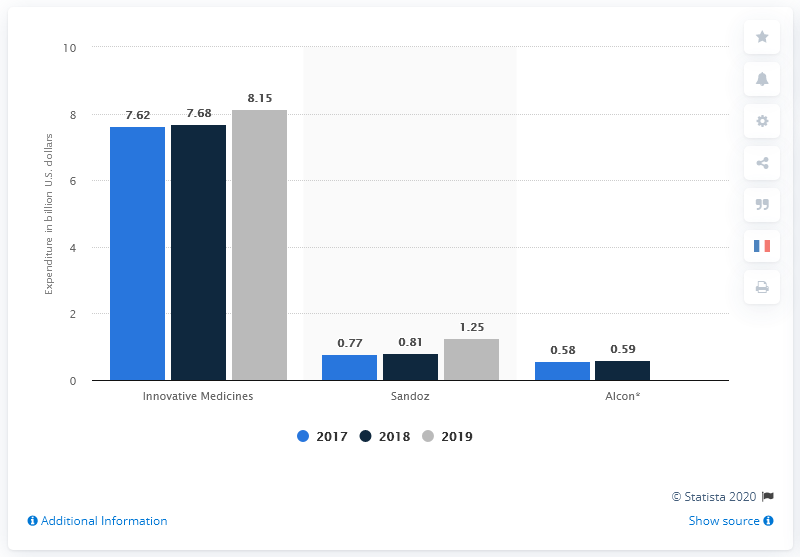 10
8
6
4
2
0
Expenditure in billion U.S. dollars
7.62 7.68 8.15
0.77 0.81 1.25
0.58 0.59
Innovative Medicines Sandoz Alcon*
2017 2018 2019
© Statista 2020
Additional Information Show source